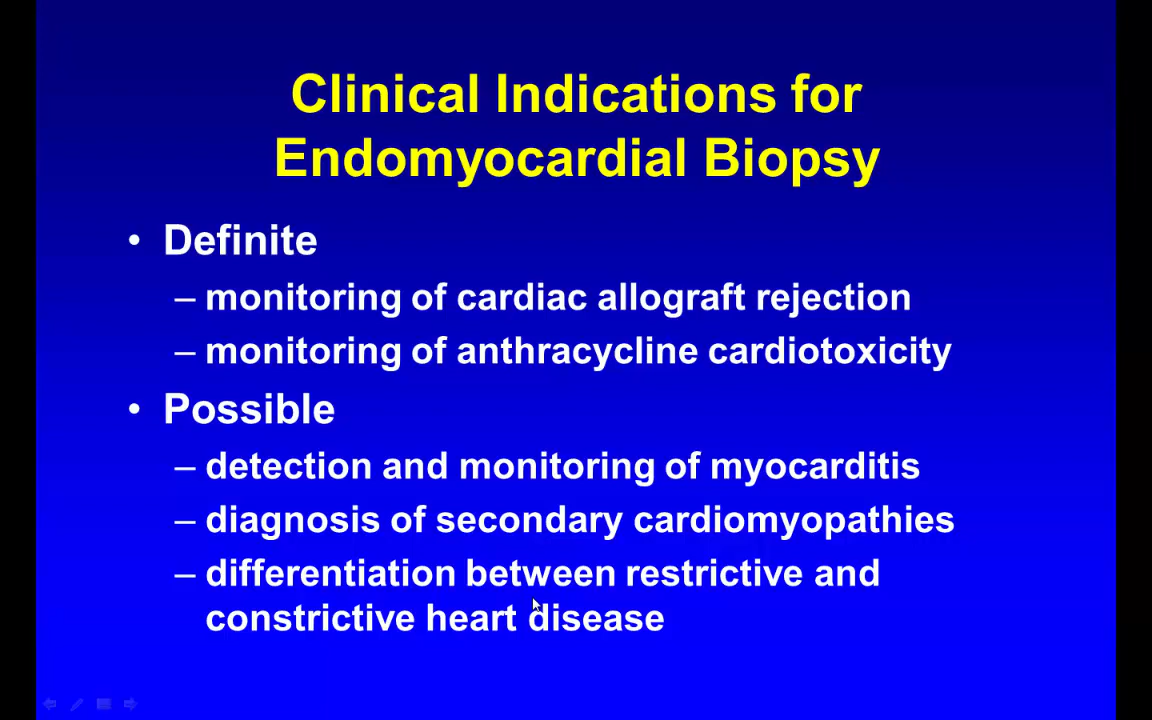 Clinical Indications for
Endomyocardial Biopsy
• Definite
– monitoring of cardiac allograft rejection
– monitoring of anthracycline cardiotoxicity
• Possible
– detection and monitoring of myocarditis
– diagnosis of secondary cardiomyopathies
– differentiation between restrictive and
constrictive heart disease